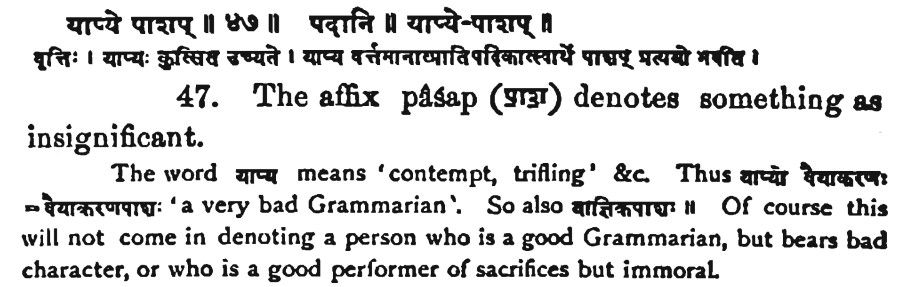 याप्ये पाशप् ॥ ४७ ॥ पदानि ॥ याप्ये-पाशप् ॥
वृत्तिः । याप्यः कुत्सित उच्यते । याप्य वर्त्तमानात्प्रातिपदिकात्स्वार्थे पाशप् प्रत्ययो भवति ।
47. The affix pâśap (पाश) denotes something as
insignificant.
The word याप्य means 'contempt, trifling' &c. Thus याप्यो वैयाकरणः
=वैयाकरणपाशः 'a very bad Grammarian'. So also याज्ञिकपाशः ॥ Of course this
will not come in denoting a person who is a good Grammarian, but bears bad
character, or who is a good performer of sacrifices but immoral.